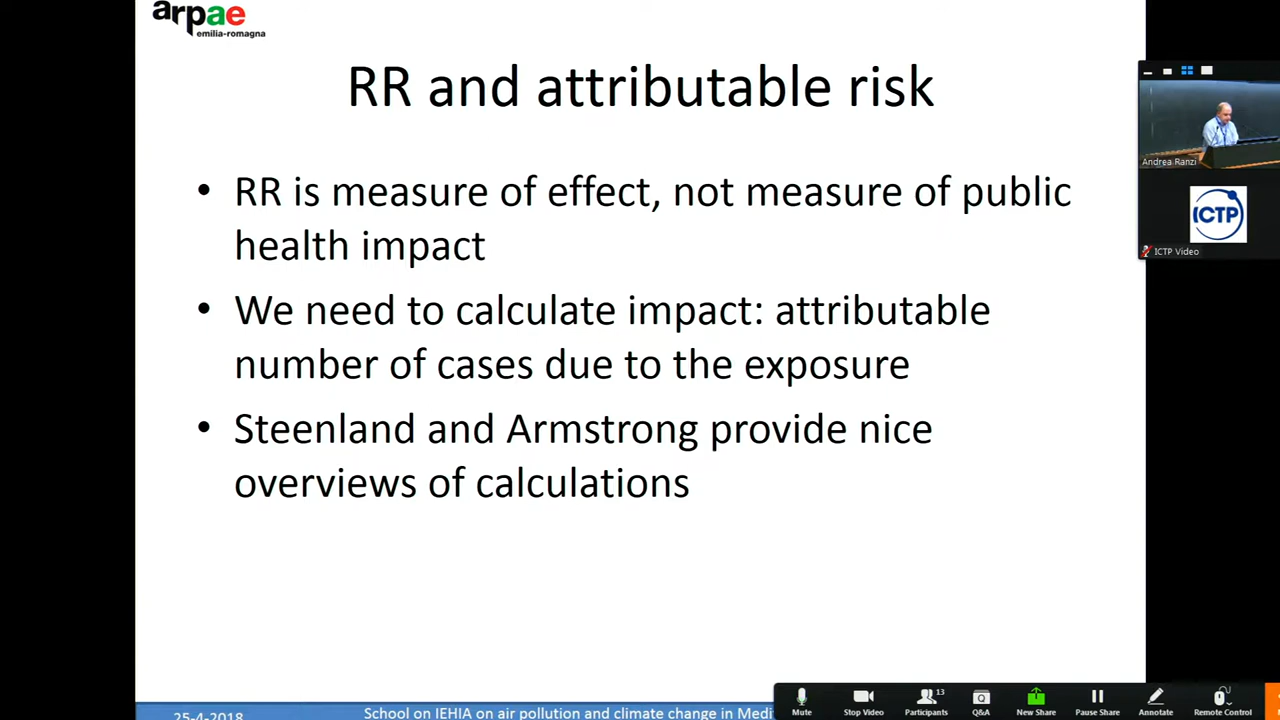 arpae
emilia-romagna
RR and attributable risk
• RR is measure of effect, not measure of public
health impact
• We need to calculate impact: attributable
number of cases due to the exposure
• Steenland and Armstrong provide nice
overviews of calculations
Andrea Ranzi
ICTP
ICTP Video
25-4-2018
School on IEHIA on air pollution and climate change in Medi
13
Mute
Stop Video
Participants
Q&A
New Share
Pause Share
Annotate
Remote Control